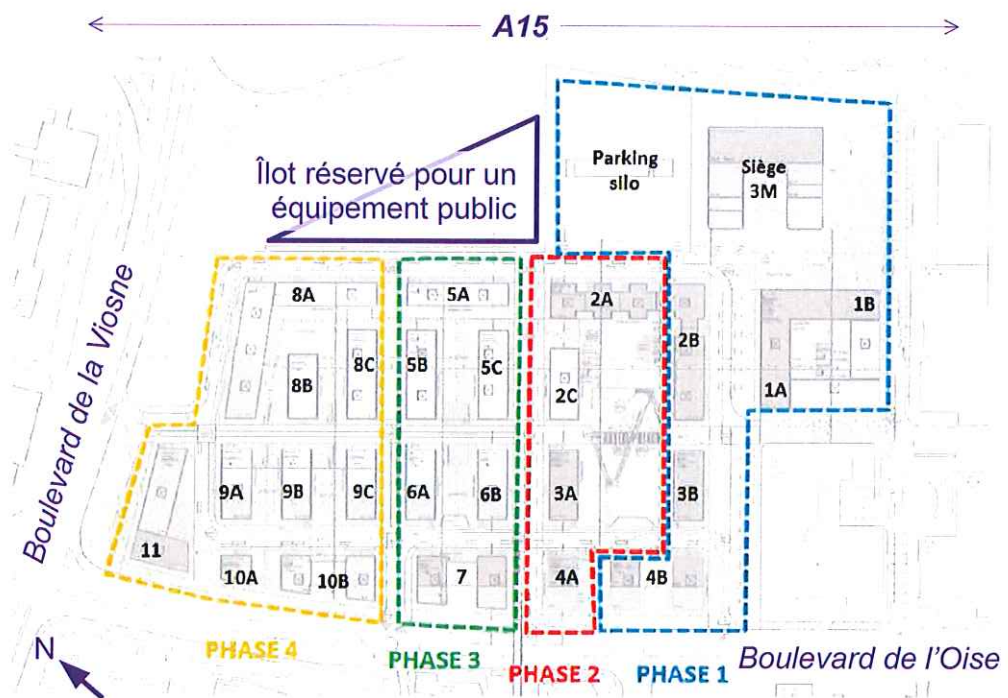 A15
Îlot réservé pour un
équipement public
Parking
silo
Siège
3M
Boulevard de la Viosne
8A
5A
2A
2B
1B
8B
8C
5B
5C
2C
1A
9A
9B
9C
6A
6B
3A
3B
11
10A
10B
7
4A
4B
PHASE 4
PHASE 3
PHASE 2
PHASE 1
Boulevard de l'Oise
N